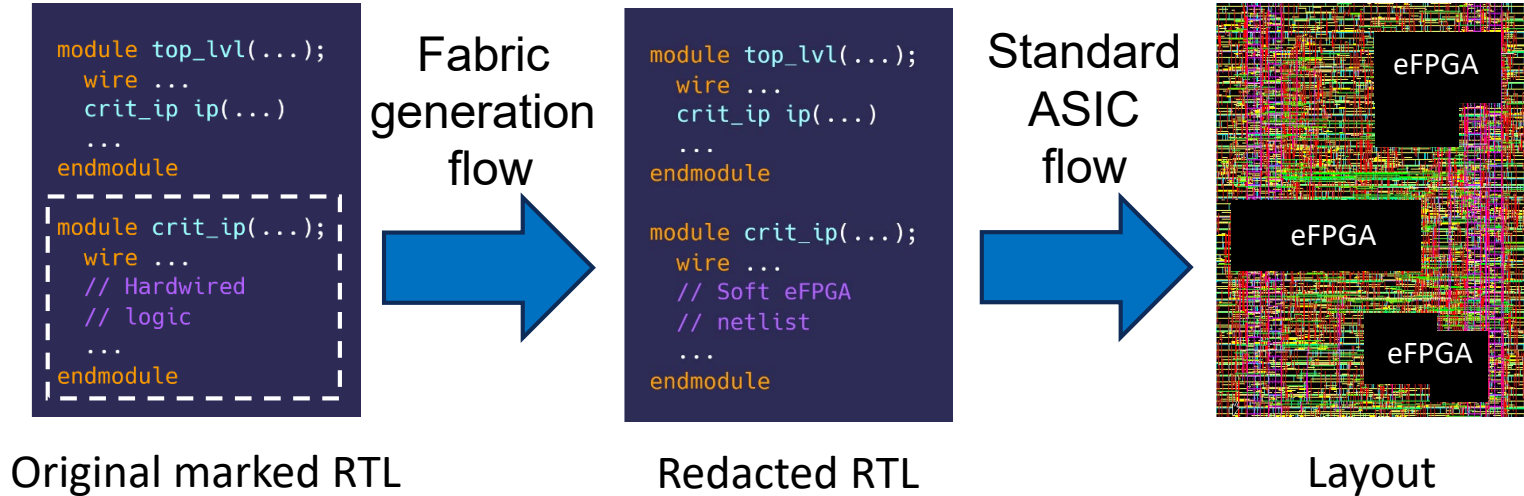 module top_lvl(...);
wire ...
crit_ip ip(...)
...
endmodule
module crit_ip(...);
wire ...
// Hardwired
// logic
...
endmodule
Original marked RTL
Fabric
generation
flow
module top_lvl(...);
wire ...
crit_ip ip(...)
...
endmodule
module crit_ip(...);
wire ...
// Soft eFPGA
// netlist
...
endmodule
Redacted RTL
Standard
ASIC
flow
eFPGA
eFPGA
eFPGA
Layout